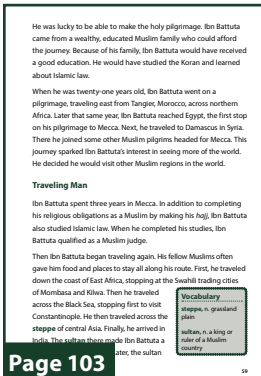 He was lucky to be able to make the holy pilgrimage. Ibn Battuta
came from a wealthy, educated Muslim family who could afford
the journey. Because of his family, Ibn Battuta would have received
a good education. He would have studied the Koran and learned
about Islamic law.
When he was twenty-one years old, Ibn Battuta went on a
pilgrimage, traveling east from Tangier, Morocco, across northern
Africa. Later that same year, Ibn Battuta reached Egypt, the first stop
on his pilgrimage to Mecca. Next, he traveled to Damascus in Syria.
There he joined some other Muslim pilgrims headed for Mecca. This
journey sparked Ibn Battuta's interest in seeing more of the world.
He decided he would visit other Muslim regions in the world.
Traveling Man
Ibn Battuta spent three years in Mecca. In addition to completing
his religious obligations as a Muslim by making his hajj, Ibn Battuta
also studied Islamic law. When he completed his studies, Ibn
Battuta qualified as a Muslim judge.
Then Ibn Battuta began traveling again. His fellow Muslims often
gave him food and places to stay all along his route. First, he traveled
down the coast of East Africa, stopping at the Swahili trading cities
of Mombasa and Kilwa. Then he traveled
across the Black Sea, stopping first to visit
Constantinople. He then traveled across the
steppe of central Asia. Finally, he arrived in
India. The sultan there made Ibn Battuta a
ater, the sultan
Vocabulary
steppe, n. grassland
plain
sultan, n. a king or
ruler of a Muslim
country
Page 103
59